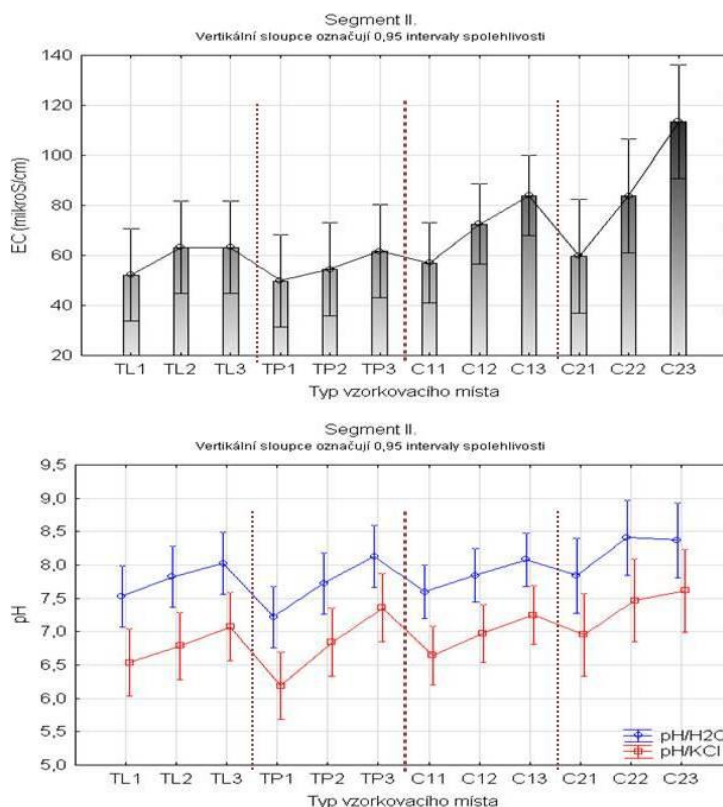 Segment II.
Vertikální sloupce označují 0,95 intervaly spolehlivosti
EC (mikroS/cm)
140
120
100
80
60
40
20
TL1 TL2 TL3 TP1 TP2 TP3 C11 C12 C13 C21 C22 C23
Typ vzorkovacího místa
Segment II.
Vertikální sloupce označují 0,95 intervaly spolehlivosti
pH
9,5
9,0
8,5
8,0
7,5
7,0
6,5
6,0
5,5
5,0
pH/H2O
pH/KCl
TL1 TL2 TL3 TP1 TP2 TP3 C11 C12 C13 C21 C22 C23
Typ vzorkovacího místa